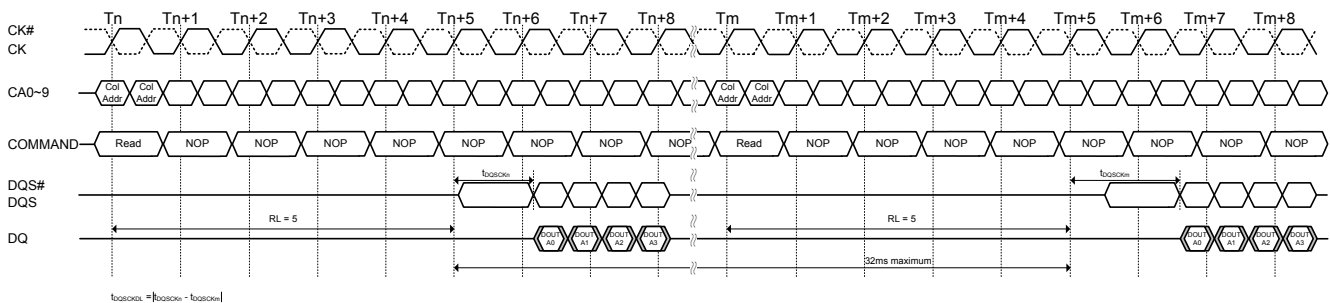 Tn Tn+1 Tn+2 Tn+3 Tn+4 Tn+5 Tn+6 Tn+7 Tn+8 Tm Tm+1 Tm+2 Tm+3 Tm+4 Tm+5 Tm+6 Tm+7 Tm+8
CK#
CK
CA0~9 Col Addr Col Addr Col Addr Col Addr
COMMAND Read NOP NOP NOP NOP NOP NOP NOP NOP Read NOP NOP NOP NOP NOP NOP NOP NOP
tDQSCKn tDQSCKm
DQS#
DQS
RL = 5 RL = 5
DQ DOUT A0 DOUT A1 DOUT A2 DOUT A3 DOUT A0 DOUT A1 DOUT A2 DOUT A3
32ms maximum
tDQSCKDL = |tDQSCKn - tDQSCKm|